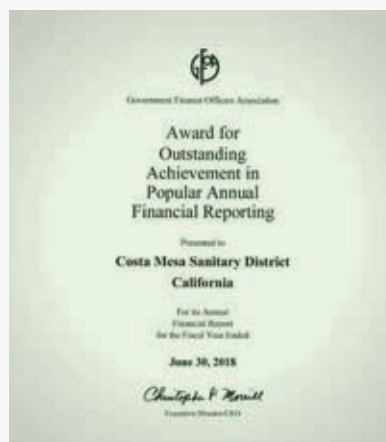 Government Finance Officers Association
Award for
Outstanding
Achievement in
Popular Annual
Financial Reporting
Presented to
Costa Mesa Sanitary District
California
For its Annual
Financial Report
for the Fiscal Year Ended
June 30, 2018
Christopher P. Morrill
Executive Director/CEO